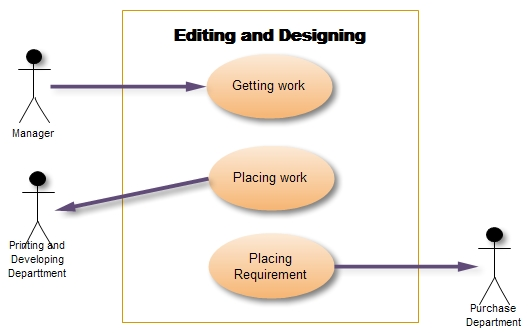 Editing and Designing
Getting work
Manager
Placing work
Printing and
Developing
Departtment
Placing
Requirement
Purchase
Department